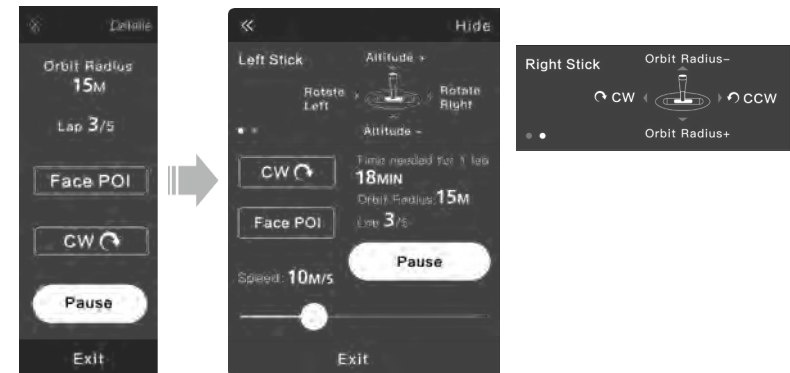 Details
Orbit Radius
15M
Lap 3/5
Face POI
CW
Pause
Exit
Hide
Left Stick
Altitude +
Rotate Left
Rotate Right
Altitude -
CW
Time needed for 1 lap
18MIN
Orbit Radius: 15M
Face POI
Lap 3/5
Pause
Speed: 10M/S
Exit
Right Stick
Orbit Radius-
CW
CCW
Orbit Radius+